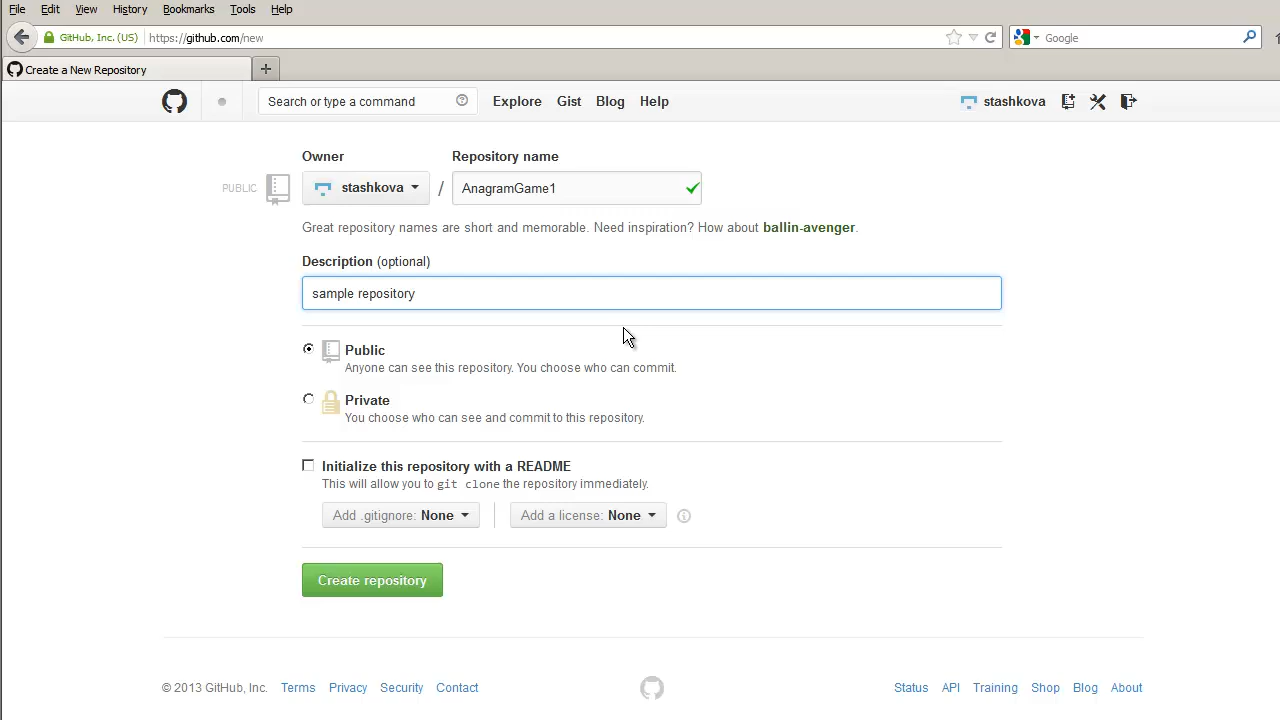 File Edit View History Bookmarks Tools Help
GitHub, Inc. (US) https://github.com/new Google
Create a New Repository
Search or type a command Explore Gist Blog Help stashkova
Owner Repository name
PUBLIC stashkova / AnagramGame1
Great repository names are short and memorable. Need inspiration? How about ballin-avenger.
Description (optional)
sample repository
Public
Anyone can see this repository. You choose who can commit.
Private
You choose who can see and commit to this repository.
Initialize this repository with a README
This will allow you to git clone the repository immediately.
Add .gitignore: None Add a license: None
Create repository
© 2013 GitHub, Inc. Terms Privacy Security Contact Status API Training Shop Blog About